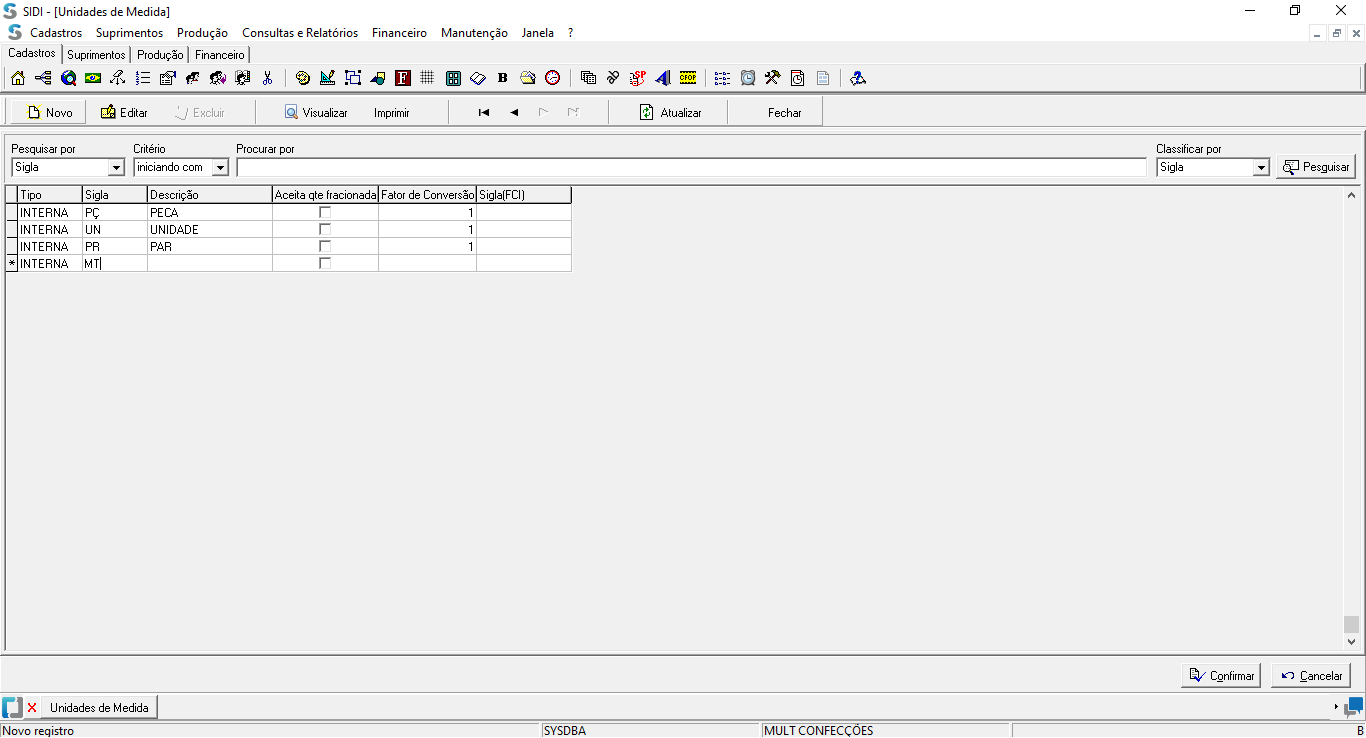 SIDI - [Unidades de Medida]
Cadastros Suprimentos Produção Consultas e Relatórios Financeiro Manutenção Janela ?
Cadastros Suprimentos Produção Financeiro
F B SP CFOP
Novo Editar Excluir Visualizar Imprimir Atualizar Fechar
Pesquisar por Critério Procurar por Classificar por
Sigla iniciando com Sigla Pesquisar
Tipo Sigla Descrição Aceita qte fracionada Fator de Conversão Sigla(FCI)
INTERNA PÇ PECA 1
INTERNA UN UNIDADE 1
INTERNA PR PAR 1
* INTERNA MT
Confirmar Cancelar
Unidades de Medida
Novo registro SYSDBA MULT CONFECÇÕES B